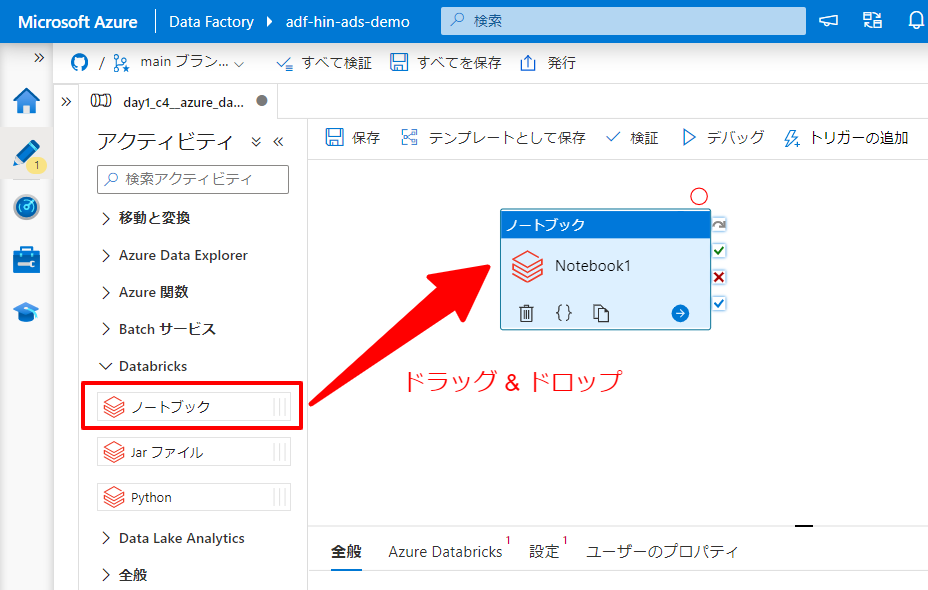 Microsoft Azure Data Factory adf-hin-ads-demo 検索
/ main ブラン... すべて検証 すべてを保存 発行
day1_c4__azure_da...
アクティビティ
保存 テンプレートとして保存 検証 デバッグ トリガーの追加
検索アクティビティ
1
移動と変換
Azure Data Explorer
Azure 関数
Batch サービス
Databricks
ノートブック
Jar ファイル
Python
Data Lake Analytics
全般
ノートブック
Notebook1
{}
ドラッグ & ドロップ
全般 Azure Databricks 1 設定 1 ユーザーのプロパティ